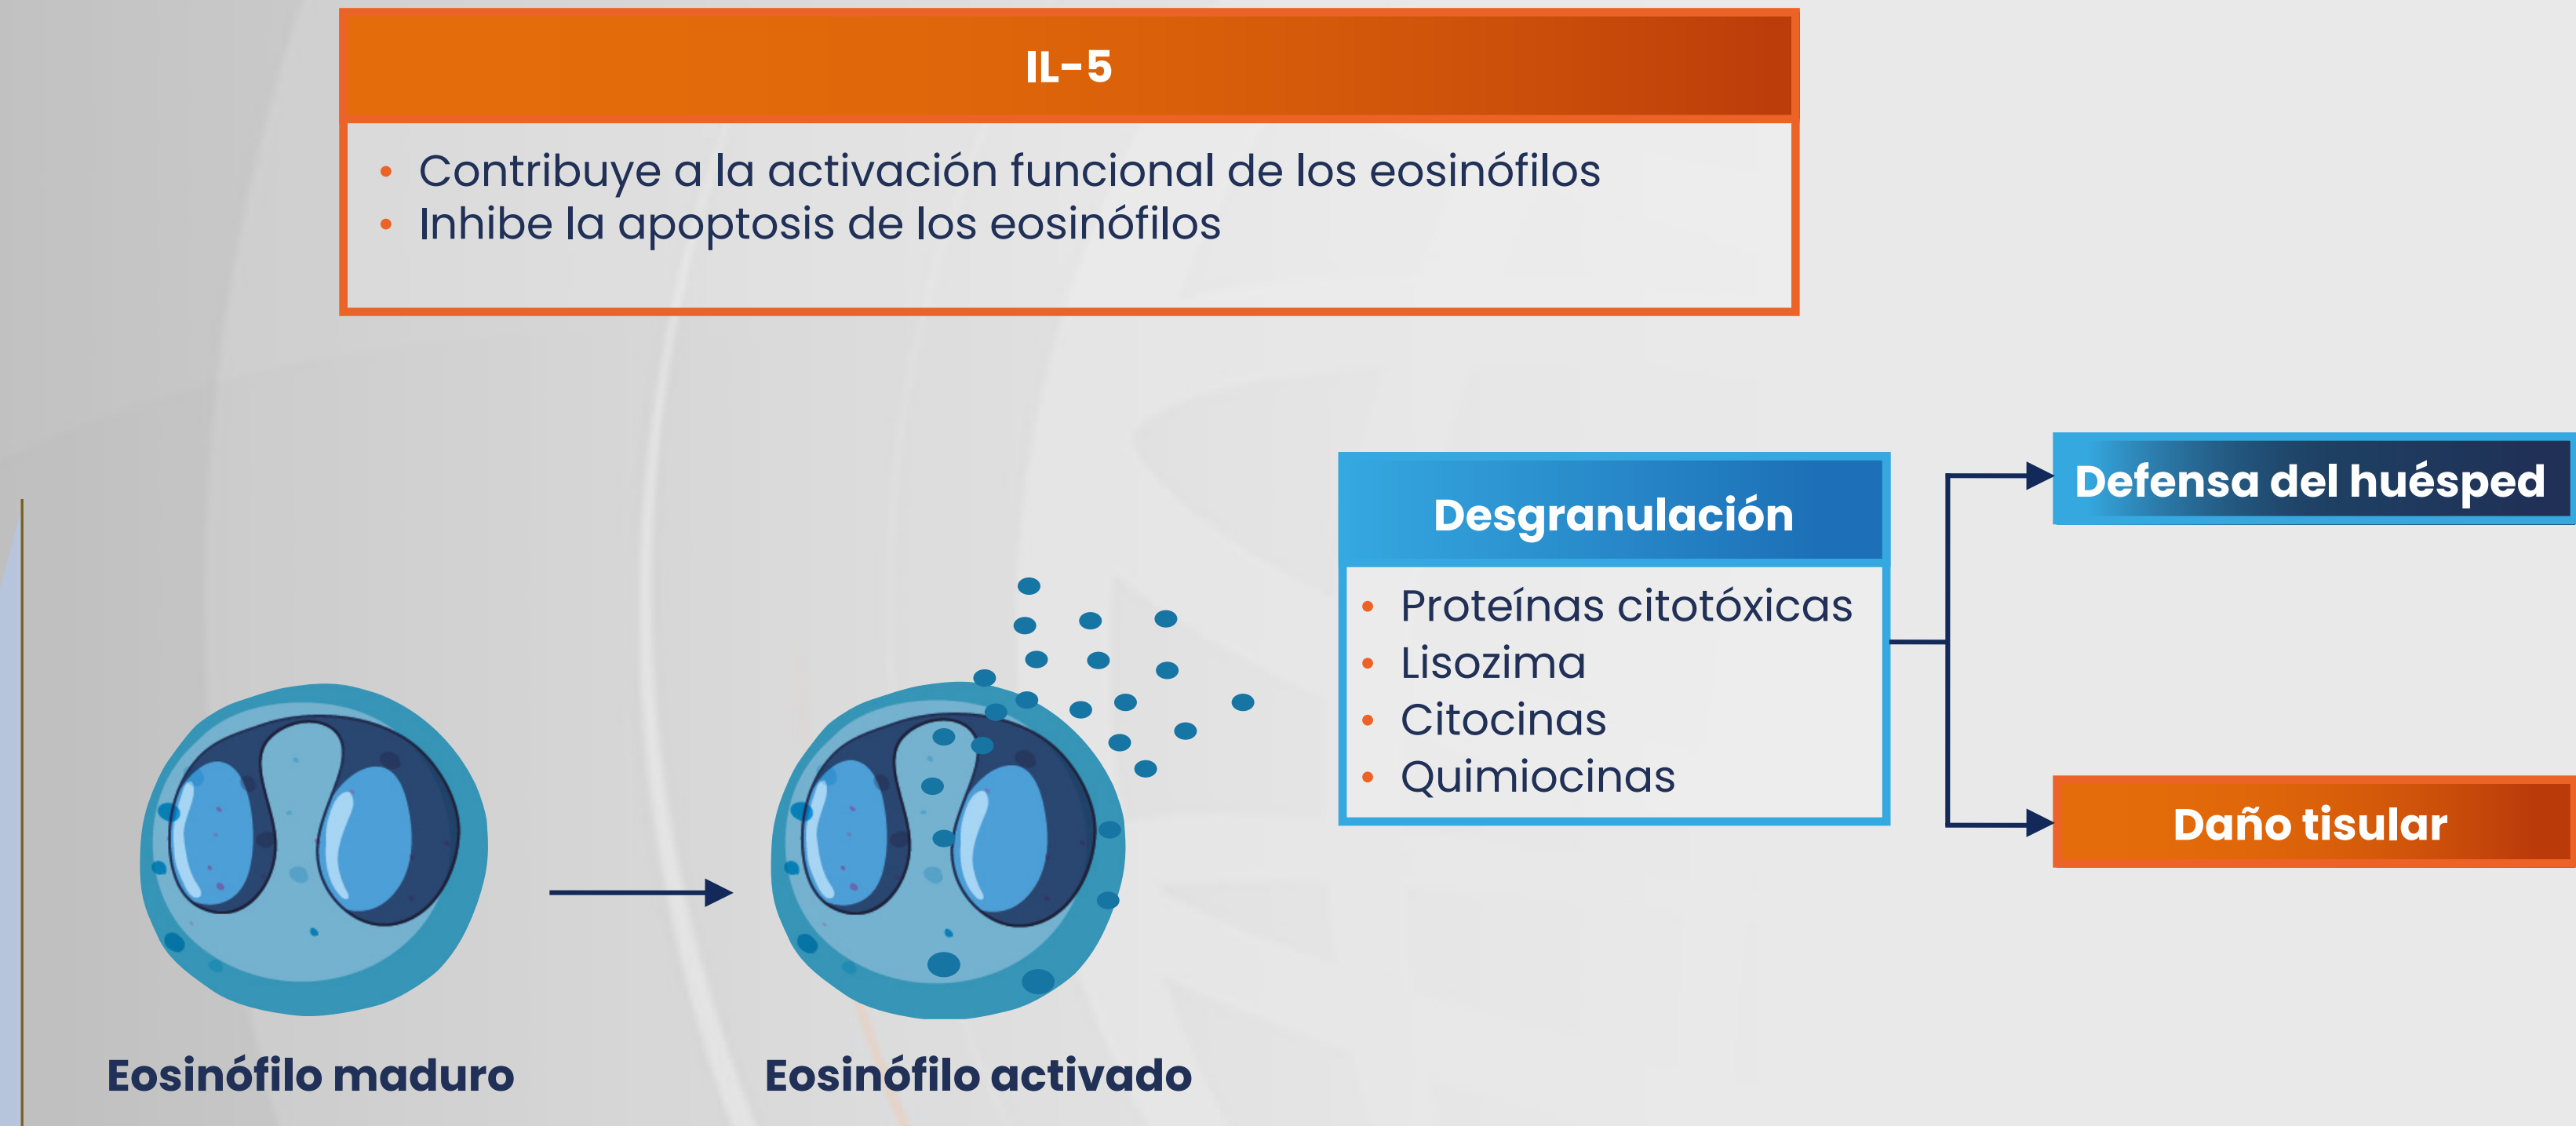 IL-5
• Contribuye a la activación funcional de los eosinófilos
• Inhibe la apoptosis de los eosinófilos
Desgranulación
• Proteínas citotóxicas
• Lisozima
• Citocinas
• Quimiocinas
Defensa del huésped
Daño tisular
Eosinófilo maduro
Eosinófilo activado